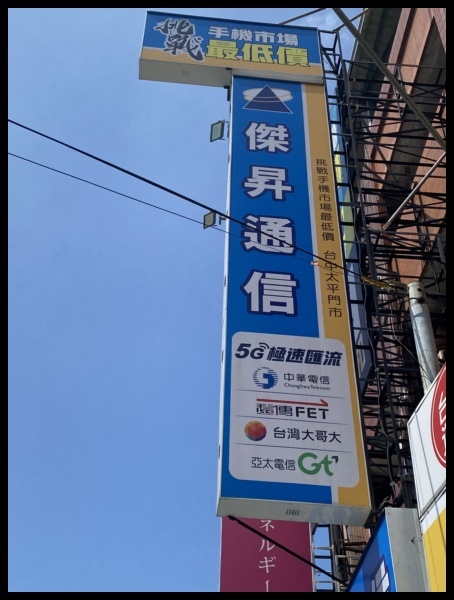 挑戰
手機市場
最低價
傑昇通信
挑戰手機市場最低價 台中太平門市
5G極速匯流
中華電信
Chunghwa Telecom
遠傳FET
台灣大哥大
亞太電信 Gt
ネルギー